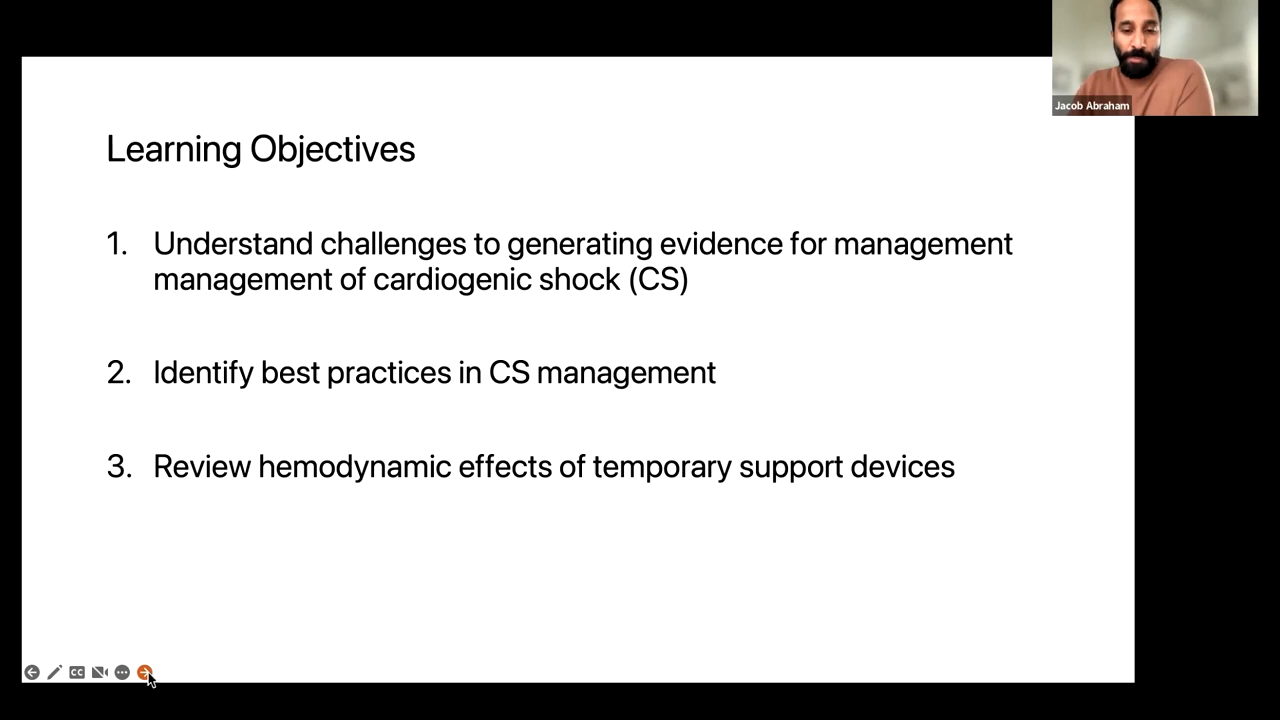 Jacob Abraham
Learning Objectives
1. Understand challenges to generating evidence for management
management of cardiogenic shock (CS)
2. Identify best practices in CS management
3. Review hemodynamic effects of temporary support devices
CC